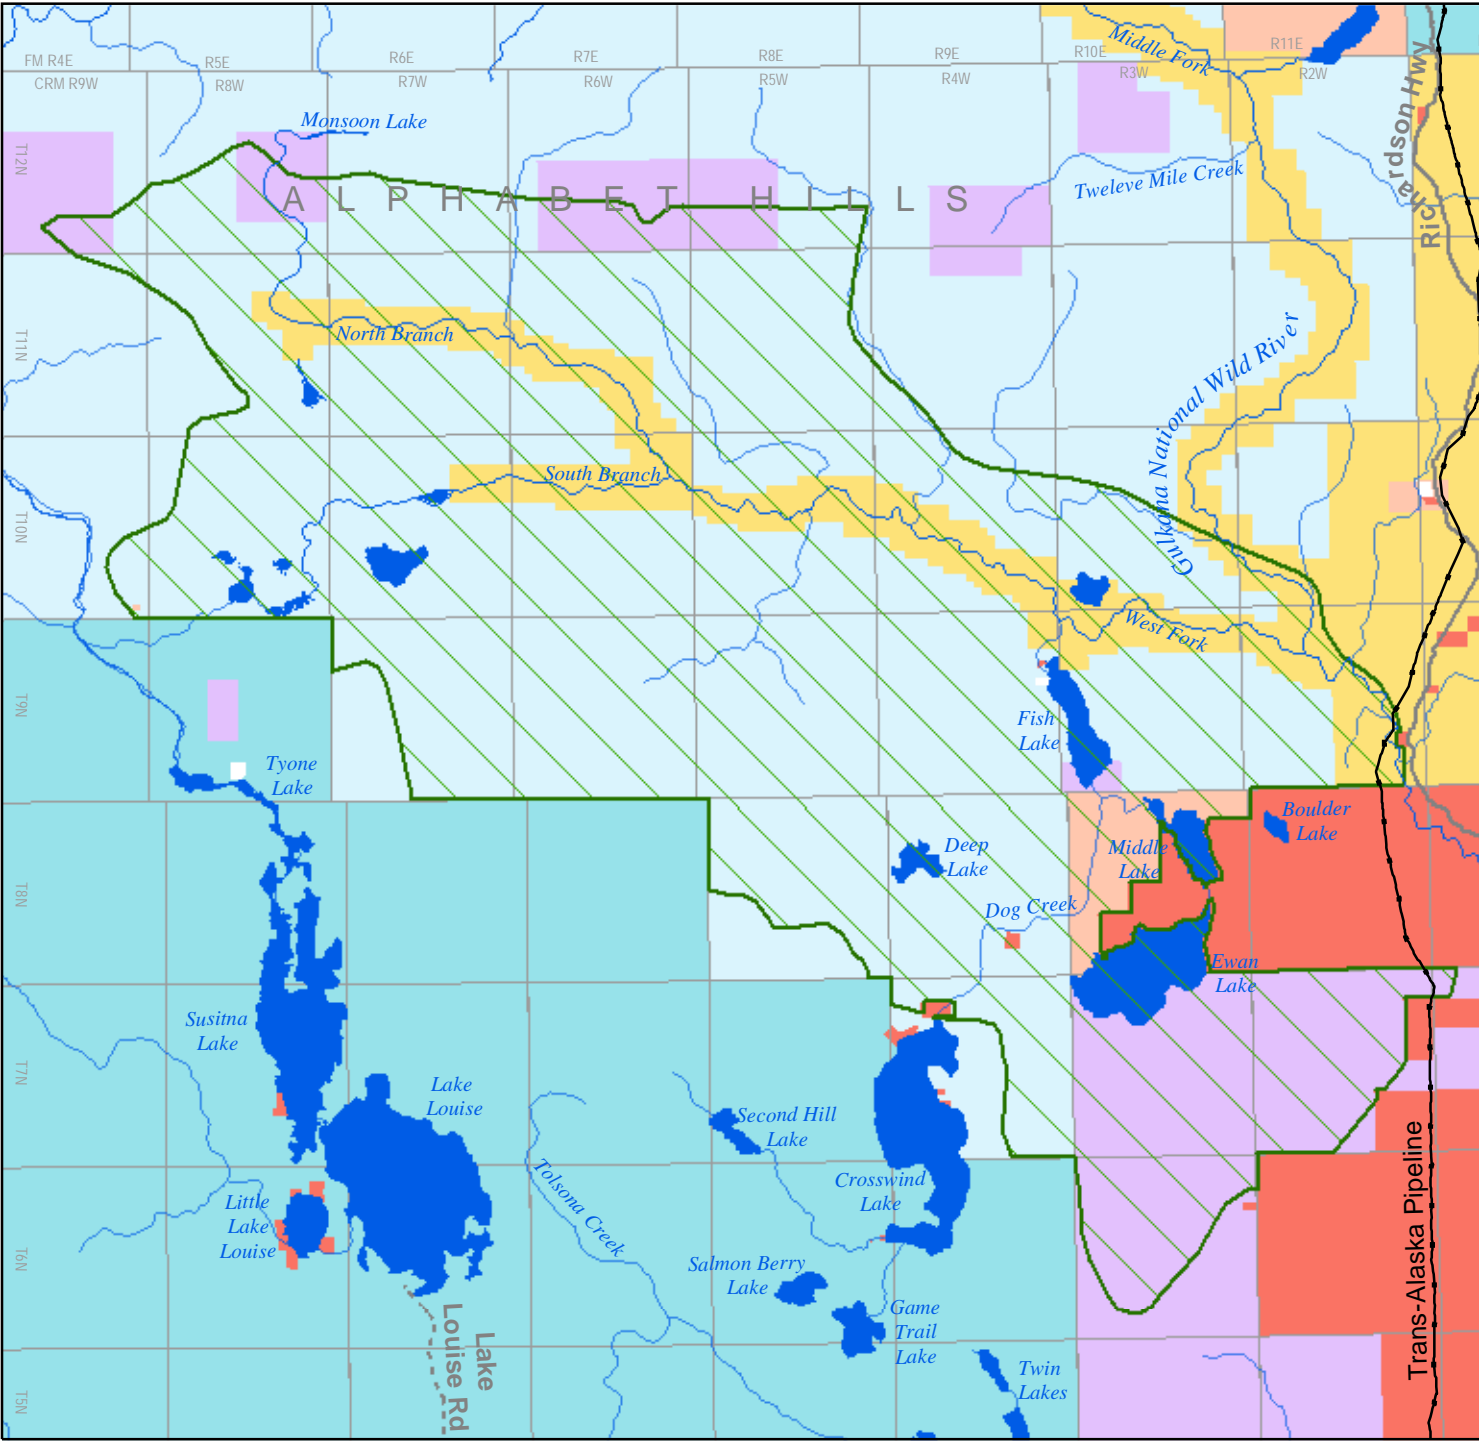 FM R4E
R5E
R6E
R7E
R8E
R9E
R10E
R11E
CRM R9W
R8W
R7W
R6W
R5W
R4W
R3W
R2W
Middle Fork
Richardson Hwy
Monsoon Lake
T12N
ALPHABET HILLS
Tweleve Mile Creek
T11N
North Branch
Gulkana National Wild River
South Branch
T10N
West Fork
T9N
Fish
Lake
Tyone
Lake
Boulder
Lake
Middle
Lake
Deep
Lake
T8N
Dog Creek
Ewan
Lake
Susitna
Lake
T7N
Lake
Louise
Second Hill
Lake
Crosswind
Lake
Tolsona Creek
Little
Lake
Louise
T6N
Salmon Berry
Lake
Game
Trail
Lake
Trans-Alaska Pipeline
Lake
Louise Rd
Twin
Lakes
T5N